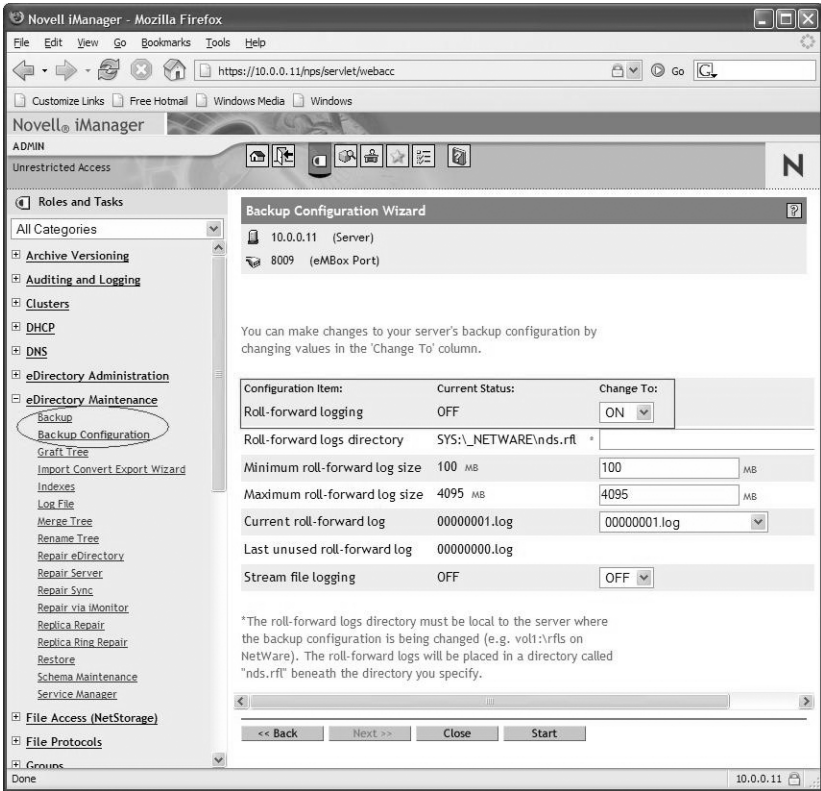 Novell iManager - Mozilla Firefox
File Edit View Go Bookmarks Tools Help
https://10.0.0.11/nps/servlet/webacc
Go
G
Customize Links Free Hotmail Windows Media Windows
Novell® iManager
ADMIN
Unrestricted Access
N
Roles and Tasks
All Categories
Archive Versioning
Auditing and Logging
Clusters
DHCP
DNS
eDirectory Administration
eDirectory Maintenance
Backup
Backup Configuration
Graft Tree
Import Convert Export Wizard
Indexes
Log File
Merge Tree
Rename Tree
Repair eDirectory
Repair Server
Repair Sync
Repair via iMonitor
Replica Repair
Replica Ring Repair
Restore
Schema Maintenance
Service Manager
File Access (NetStorage)
File Protocols
Groups
Backup Configuration Wizard ?
10.0.0.11 (Server)
8009 (eMBox Port)
You can make changes to your server's backup configuration by
changing values in the 'Change To' column.
Configuration Item: Current Status: Change To:
Roll-forward logging OFF ON
Roll-forward logs directory SYS:\_NETWARE\nds.rfl *
Minimum roll-forward log size 100 MB 100 MB
Maximum roll-forward log size 4095 MB 4095 MB
Current roll-forward log 00000001.log 00000001.log
Last unused roll-forward log 00000000.log
Stream file logging OFF OFF
*The roll-forward logs directory must be local to the server where
the backup configuration is being changed (e.g. vol1:\rfls on
NetWare). The roll-forward logs will be placed in a directory called
"nds.rfl" beneath the directory you specify.
<< Back Next >> Close Start
Done 10.0.0.11